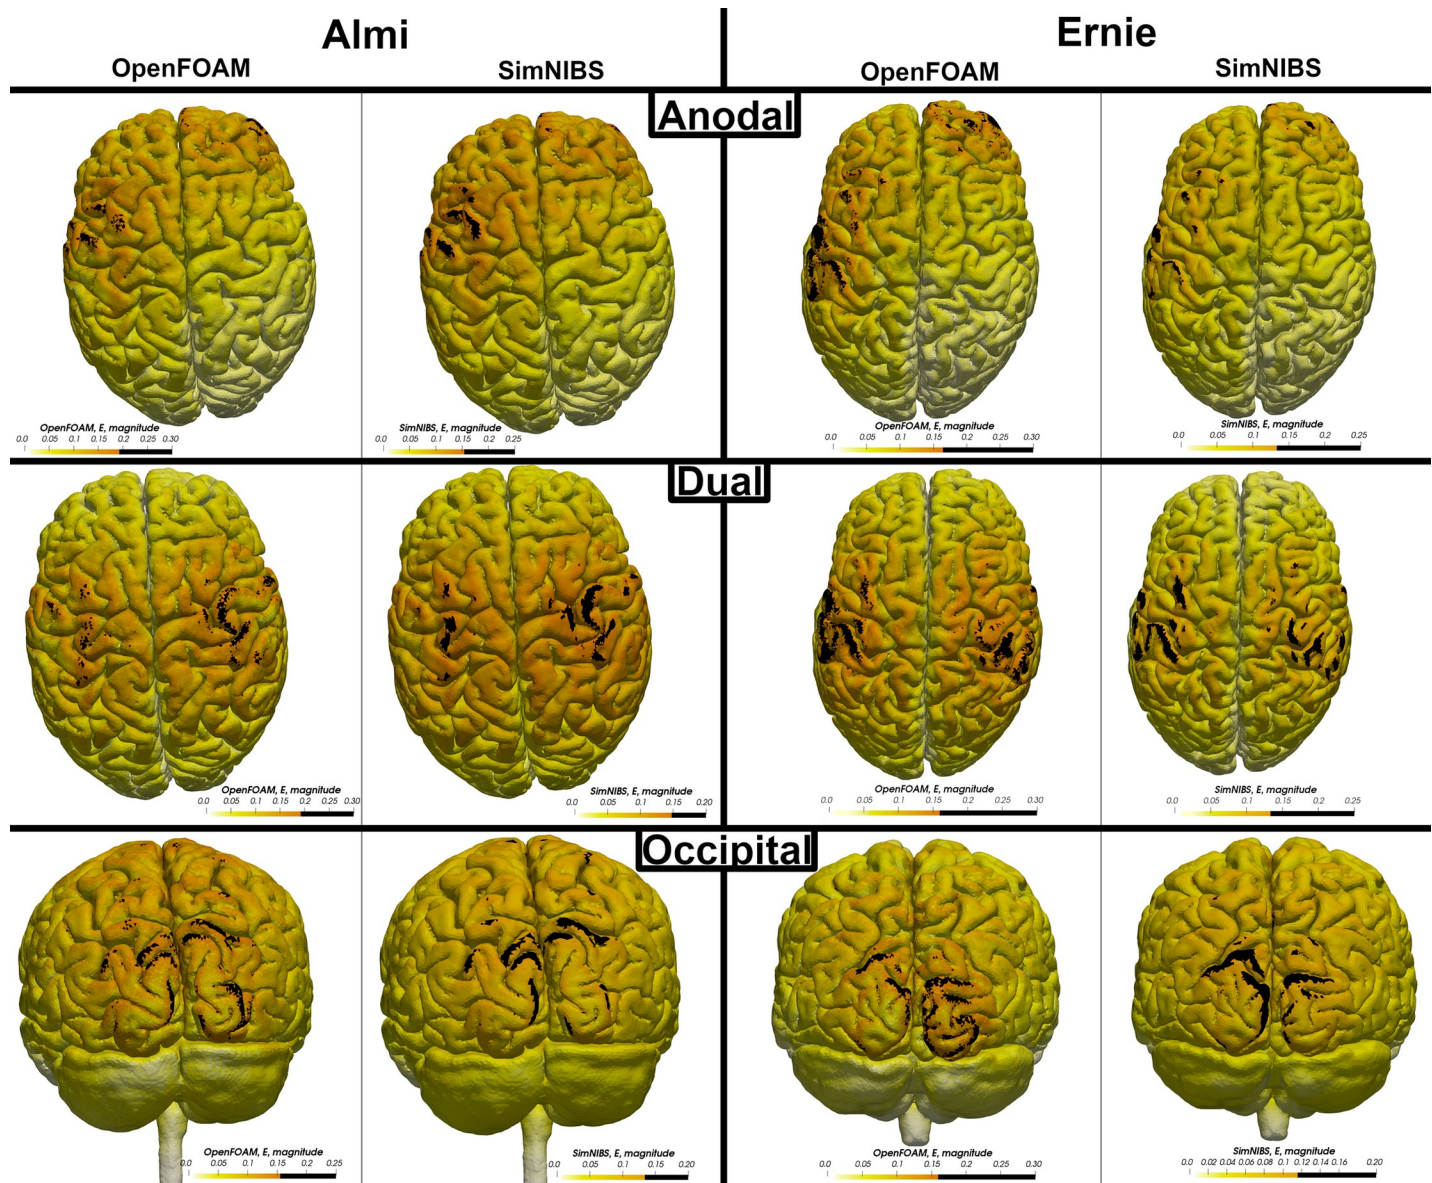 Almi
Ernie
OpenFOAM
SimNIBS
OpenFOAM
SimNIBS
Anodal
OpenFOAM, E, magnitude
0.0 0.05 0.1 0.15 0.20 0.25 0.30
SimNIBS, E, magnitude
0.0 0.05 0.1 0.15 0.2 0.25
OpenFOAM, E, magnitude
0.0 0.05 0.1 0.15 0.20 0.25 0.30
SimNIBS, E, magnitude
0.0 0.05 0.1 0.15 0.2 0.25
Dual
OpenFOAM, E, magnitude
0.0 0.05 0.1 0.15 0.20 0.25 0.30
SimNIBS, E, magnitude
0.0 0.05 0.1 0.15 0.20
OpenFOAM, E, magnitude
0.0 0.05 0.1 0.15 0.20 0.25 0.30
SimNIBS, E, magnitude
0.0 0.05 0.1 0.15 0.2 0.25
Occipital
OpenFOAM, E, magnitude
0.0 0.05 0.1 0.15 0.2 0.25
SimNIBS, E, magnitude
0.0 0.05 0.1 0.15 0.20
OpenFOAM, E, magnitude
0.0 0.05 0.1 0.15 0.20 0.25 0.30
SimNIBS, E, magnitude
0.0 0.02 0.04 0.06 0.08 0.1 0.12 0.14 0.16 0.20